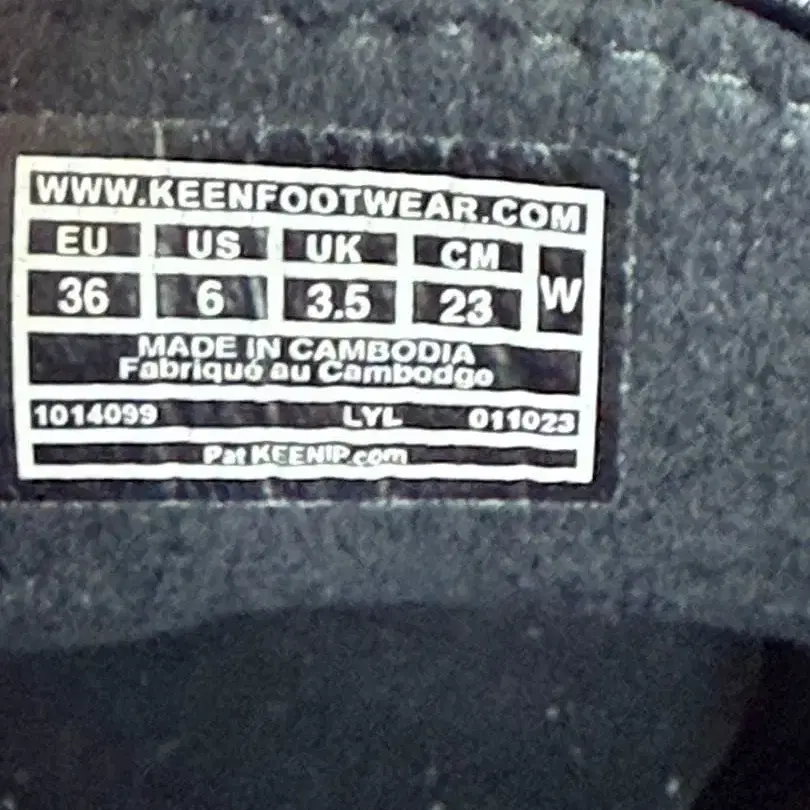 WWW.KEENFOOTWEAR.COM
EU US UK CM W
36 6 3.5 23
MADE IN CAMBODIA
Fabriqué au Cambodge
1014099 LYL 011023
Pat KEENIP.com